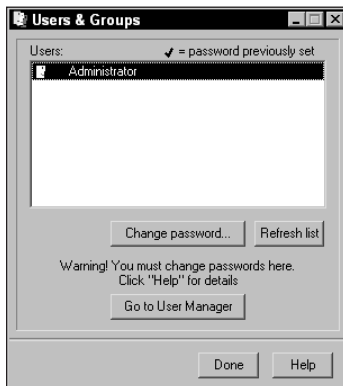 Users & Groups
Users: ✓ = password previously set
Administrator
Change password... Refresh list
Warning! You must change passwords here.
Click "Help" for details
Go to User Manager
Done Help